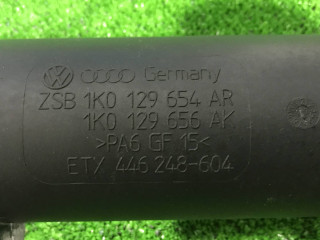 Germany
ZSB 1K0 129 654 AR
1K0 129 656 AK
>PA6 GF 15<
ETX 446 248-604